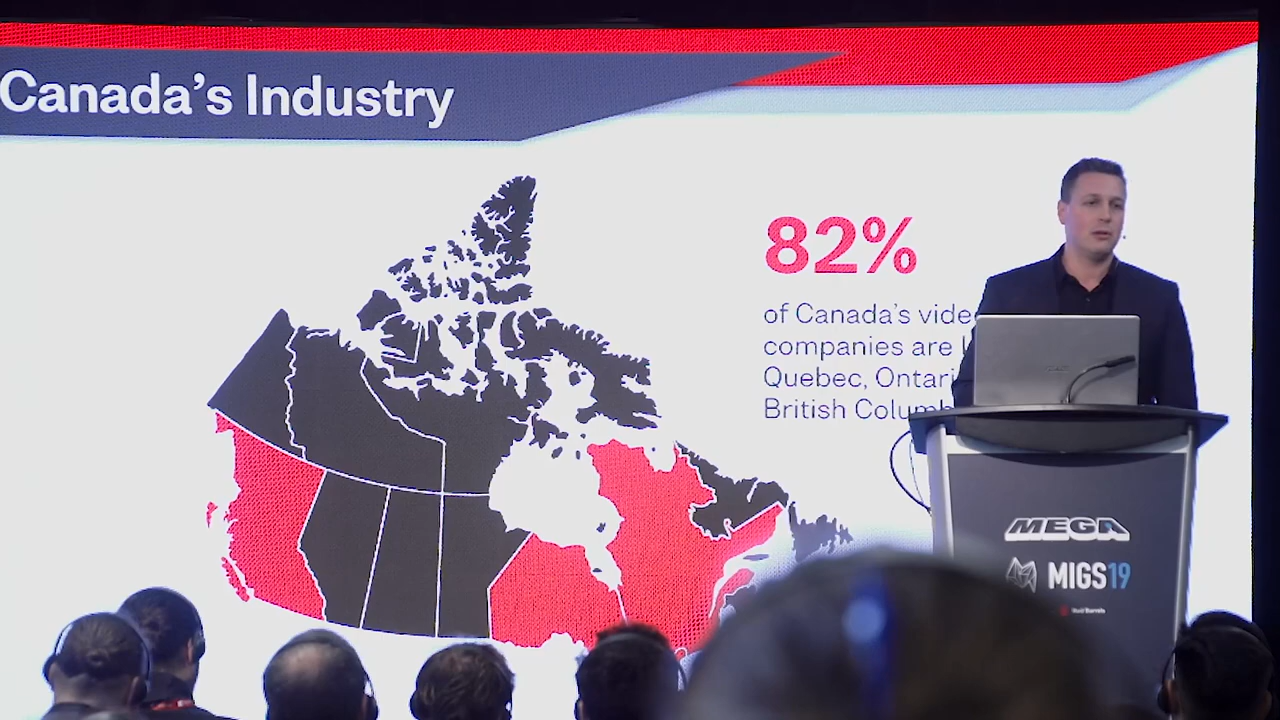 Canada's Industry
82%
of Canada's vide
companies are
Quebec, Ontari
British Columb
MEGA
MIGS19